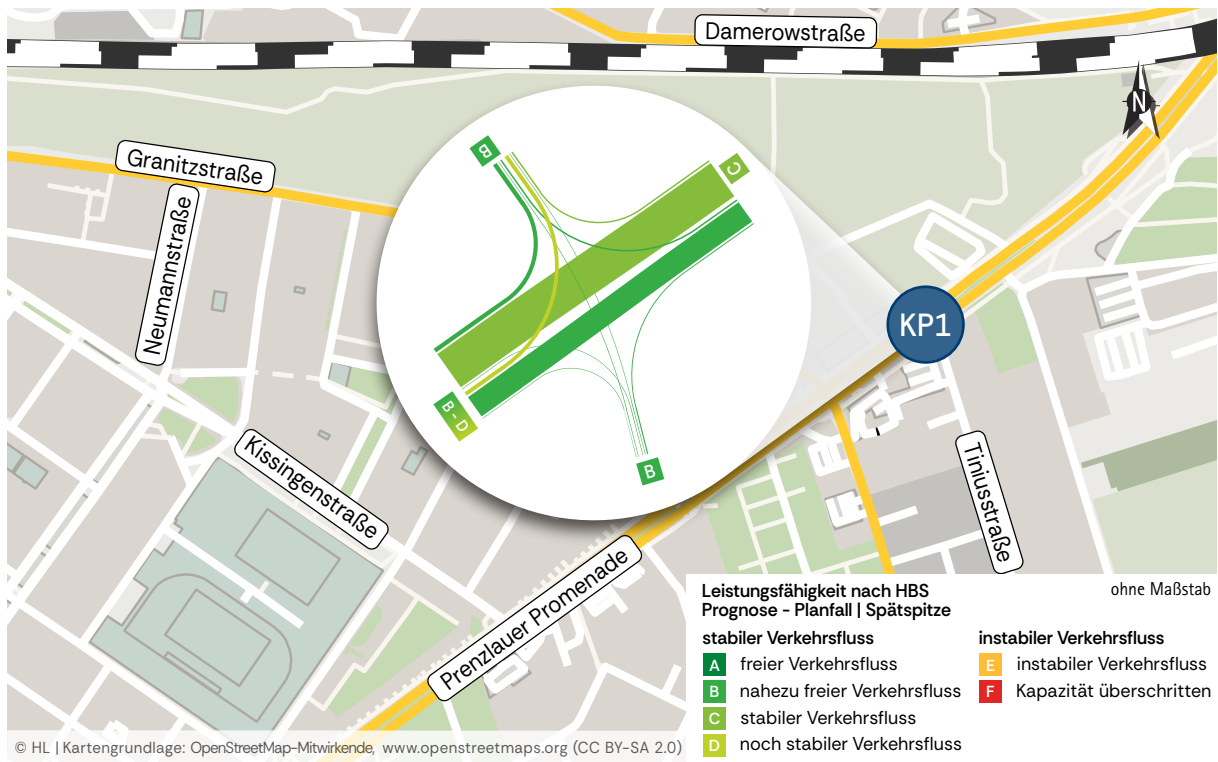 Damerowstraße
N
Granitzstraße
Neumannstraße
B
C
KP1
B - D
B
Kissingenstraße
Tiniusstraße
Prenzlauer Promenade
Leistungsfähigkeit nach HBS
Prognose - Planfall | Spätspitze
ohne Maßstab
stabiler Verkehrsfluss
A freier Verkehrsfluss
B nahezu freier Verkehrsfluss
C stabiler Verkehrsfluss
D noch stabiler Verkehrsfluss
instabiler Verkehrsfluss
E instabiler Verkehrsfluss
F Kapazität überschritten
© HL | Kartengrundlage: OpenStreetMap-Mitwirkende, www.openstreetmaps.org (CC BY-SA 2.0)